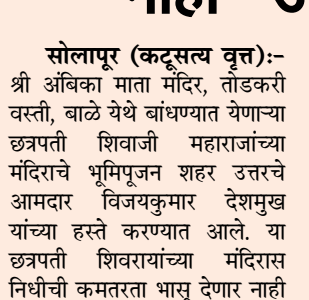 सोलापूर (कटूसत्य वृत्त):-
श्री अंबिका माता मंदिर, तोडकरी
वस्ती, बाळे येथे बांधण्यात येणाऱ्या
छत्रपती शिवाजी महाराजांच्या
मंदिराचे भूमिपूजन शहर उत्तरचे
आमदार विजयकुमार देशमुख
यांच्या हस्ते करण्यात आले. या
छत्रपती शिवरायांच्या मंदिरास
निधीची कमतरता भासू देणार नाही